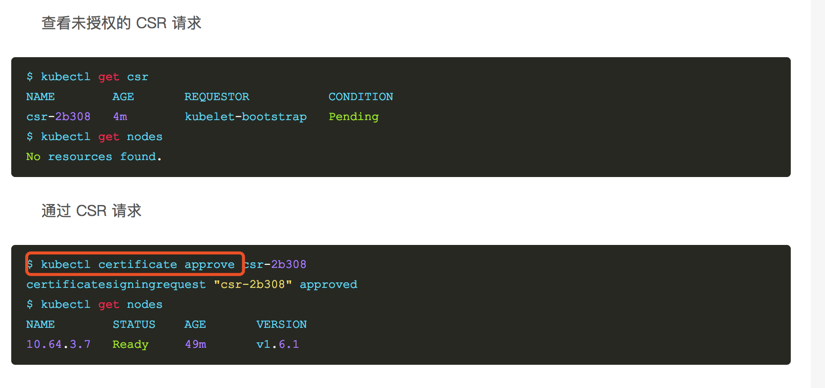 查看未授权的 CSR 请求
$ kubectl get csr
NAME AGE REQUESTOR CONDITION
csr-2b308 4m kubelet-bootstrap Pending
$ kubectl get nodes
No resources found.
通过 CSR 请求
$ kubectl certificate approve csr-2b308
certificatesigningrequest "csr-2b308" approved
$ kubectl get nodes
NAME STATUS AGE VERSION
10.64.3.7 Ready 49m v1.6.1